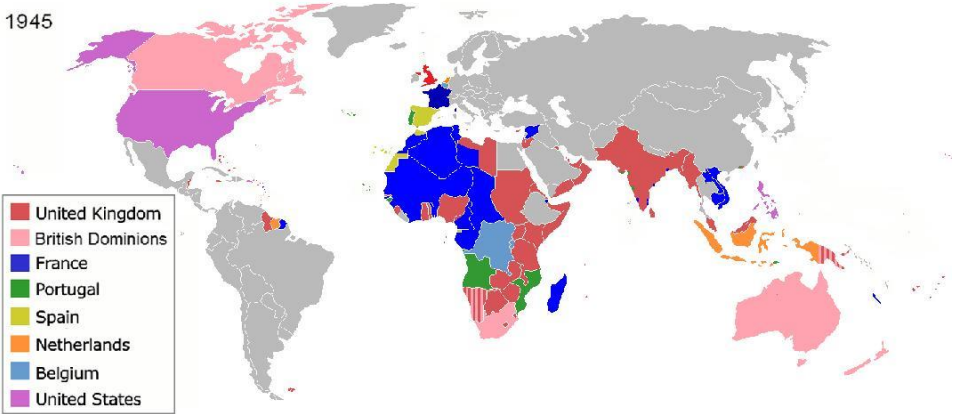 1945
United Kingdom
British Dominions
France
Portugal
Spain
Netherlands
Belgium
United States